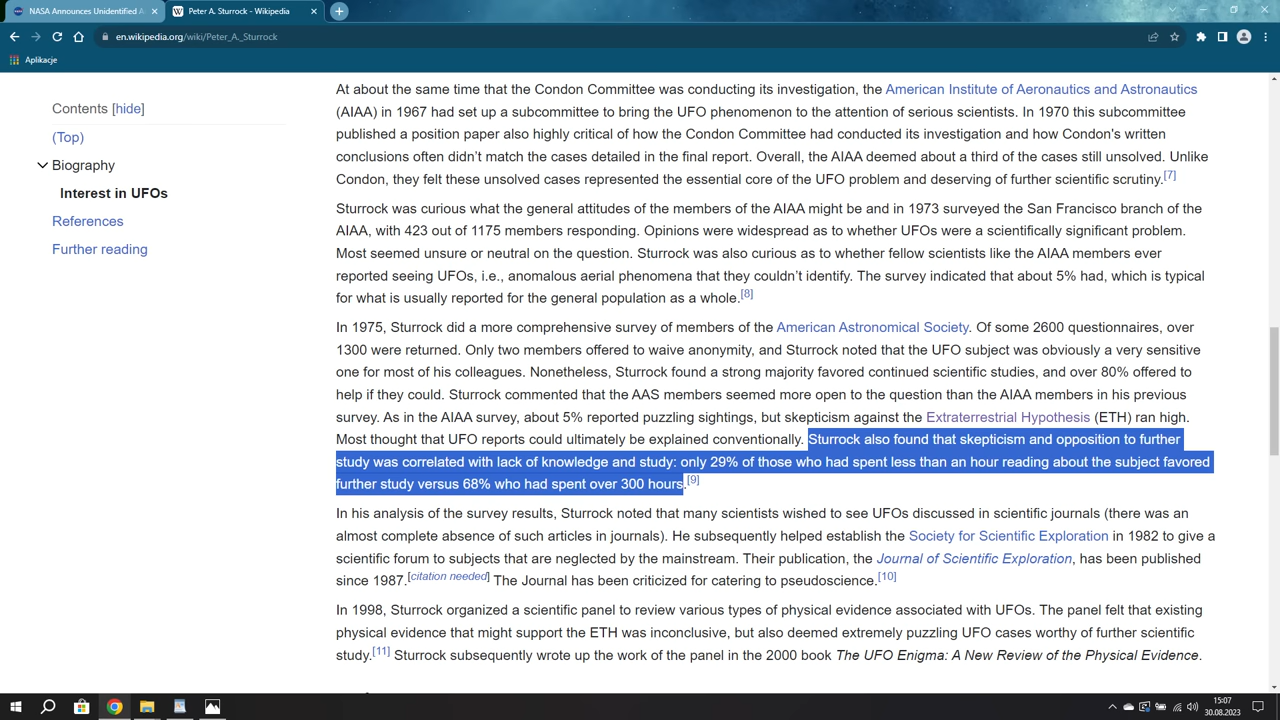 NASA Announces Unidentified A
Peter A. Sturrock - Wikipedia
en.wikipedia.org/wiki/Peter_A._Sturrock
Aplikacje
Contents [hide]
(Top)
Biography
Interest in UFOs
References
Further reading
At about the same time that the Condon Committee was conducting its investigation, the American Institute of Aeronautics and Astronautics
(AIAA) in 1967 had set up a subcommittee to bring the UFO phenomenon to the attention of serious scientists. In 1970 this subcommittee
published a position paper also highly critical of how the Condon Committee had conducted its investigation and how Condon's written
conclusions often didn't match the cases detailed in the final report. Overall, the AIAA deemed about a third of the cases still unsolved. Unlike
Condon, they felt these unsolved cases represented the essential core of the UFO problem and deserving of further scientific scrutiny.[7]
Sturrock was curious what the general attitudes of the members of the AIAA might be and in 1973 surveyed the San Francisco branch of the
AIAA, with 423 out of 1175 members responding. Opinions were widespread as to whether UFOs were a scientifically significant problem.
Most seemed unsure or neutral on the question. Sturrock was also curious as to whether fellow scientists like the AIAA members ever
reported seeing UFOs, i.e., anomalous aerial phenomena that they couldn't identify. The survey indicated that about 5% had, which is typical
for what is usually reported for the general population as a whole.[8]
In 1975, Sturrock did a more comprehensive survey of members of the American Astronomical Society. Of some 2600 questionnaires, over
1300 were returned. Only two members offered to waive anonymity, and Sturrock noted that the UFO subject was obviously a very sensitive
one for most of his colleagues. Nonetheless, Sturrock found a strong majority favored continued scientific studies, and over 80% offered to
help if they could. Sturrock commented that the AAS members seemed more open to the question than the AIAA members in his previous
survey. As in the AIAA survey, about 5% reported puzzling sightings, but skepticism against the Extraterrestrial Hypothesis (ETH) ran high.
Most thought that UFO reports could ultimately be explained conventionally. Sturrock also found that skepticism and opposition to further
study was correlated with lack of knowledge and study: only 29% of those who had spent less than an hour reading about the subject favored
further study versus 68% who had spent over 300 hours.[9]
In his analysis of the survey results, Sturrock noted that many scientists wished to see UFOs discussed in scientific journals (there was an
almost complete absence of such articles in journals). He subsequently helped establish the Society for Scientific Exploration in 1982 to give a
scientific forum to subjects that are neglected by the mainstream. Their publication, the Journal of Scientific Exploration, has been published
since 1987.[citation needed] The Journal has been criticized for catering to pseudoscience.[10]
In 1998, Sturrock organized a scientific panel to review various types of physical evidence associated with UFOs. The panel felt that existing
physical evidence that might support the ETH was inconclusive, but also deemed extremely puzzling UFO cases worthy of further scientific
study.[11] Sturrock subsequently wrote up the work of the panel in the 2000 book The UFO Enigma: A New Review of the Physical Evidence.
15:07
30.08.2023